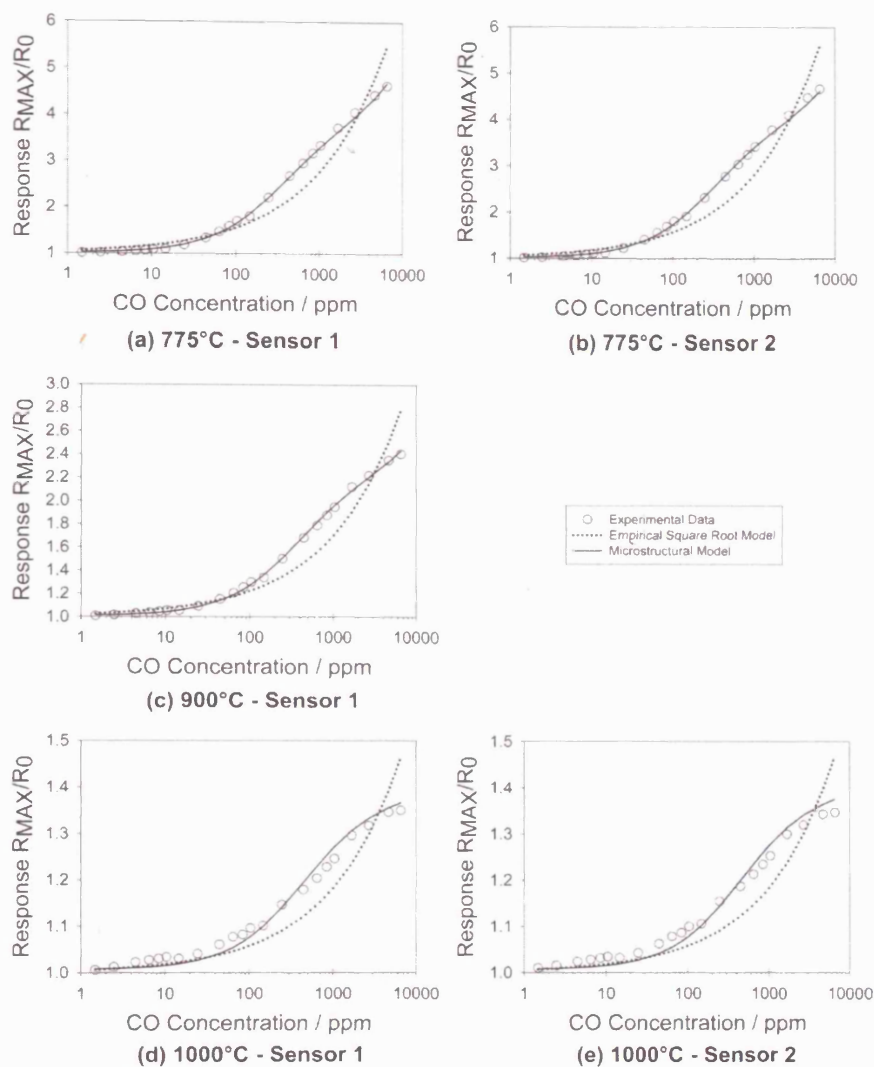 6
5
4
3
2
1
Response RMAX/R0
1 10 100 1000 10000
CO Concentration / ppm
(a) 775°C - Sensor 1
6
5
4
3
2
1
Response RMAX/R0
1 10 100 1000 10000
CO Concentration / ppm
(b) 775°C - Sensor 2
3.0
2.8
2.6
2.4
2.2
2.0
1.8
1.6
1.4
1.2
1.0
Response RMAX/R0
1 10 100 1000 10000
CO Concentration / ppm
(c) 900°C - Sensor 1
Experimental Data
Empirical Square Root Model
Microstructural Model
1.5
1.4
1.3
1.2
1.1
1.0
Response RMAX/R0
1 10 100 1000 10000
CO Concentration / ppm
(d) 1000°C - Sensor 1
1.5
1.4
1.3
1.2
1.1
1.0
Response RMAX/R0
1 10 100 1000 10000
CO Concentration / ppm
(e) 1000°C - Sensor 2